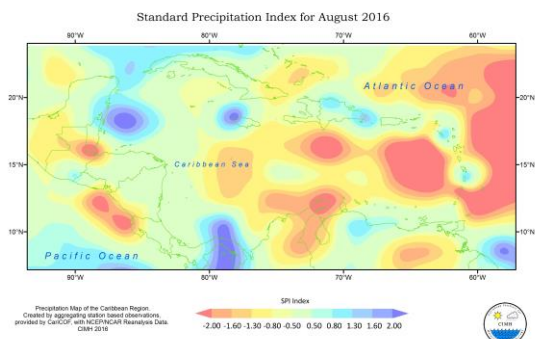 Standard Precipitation Index for August 2016
90°W 80°W 70°W 60°W
20°N 20°N
15°N 15°N
10°N 10°N
Atlantic Ocean
Caribbean Sea
Pacific Ocean
90°W 80°W 70°W 60°W
Precipitation Map of the Caribbean Region.
Created by aggregating station based observations,
provided by CariCOF, with NCEP/NCAR Reanalysis Data.
CIMH 2016
SPI Index
-2.00 -1.60 -1.30 -0.80 -0.50 0.50 0.80 1.30 1.60 2.00
CIMH